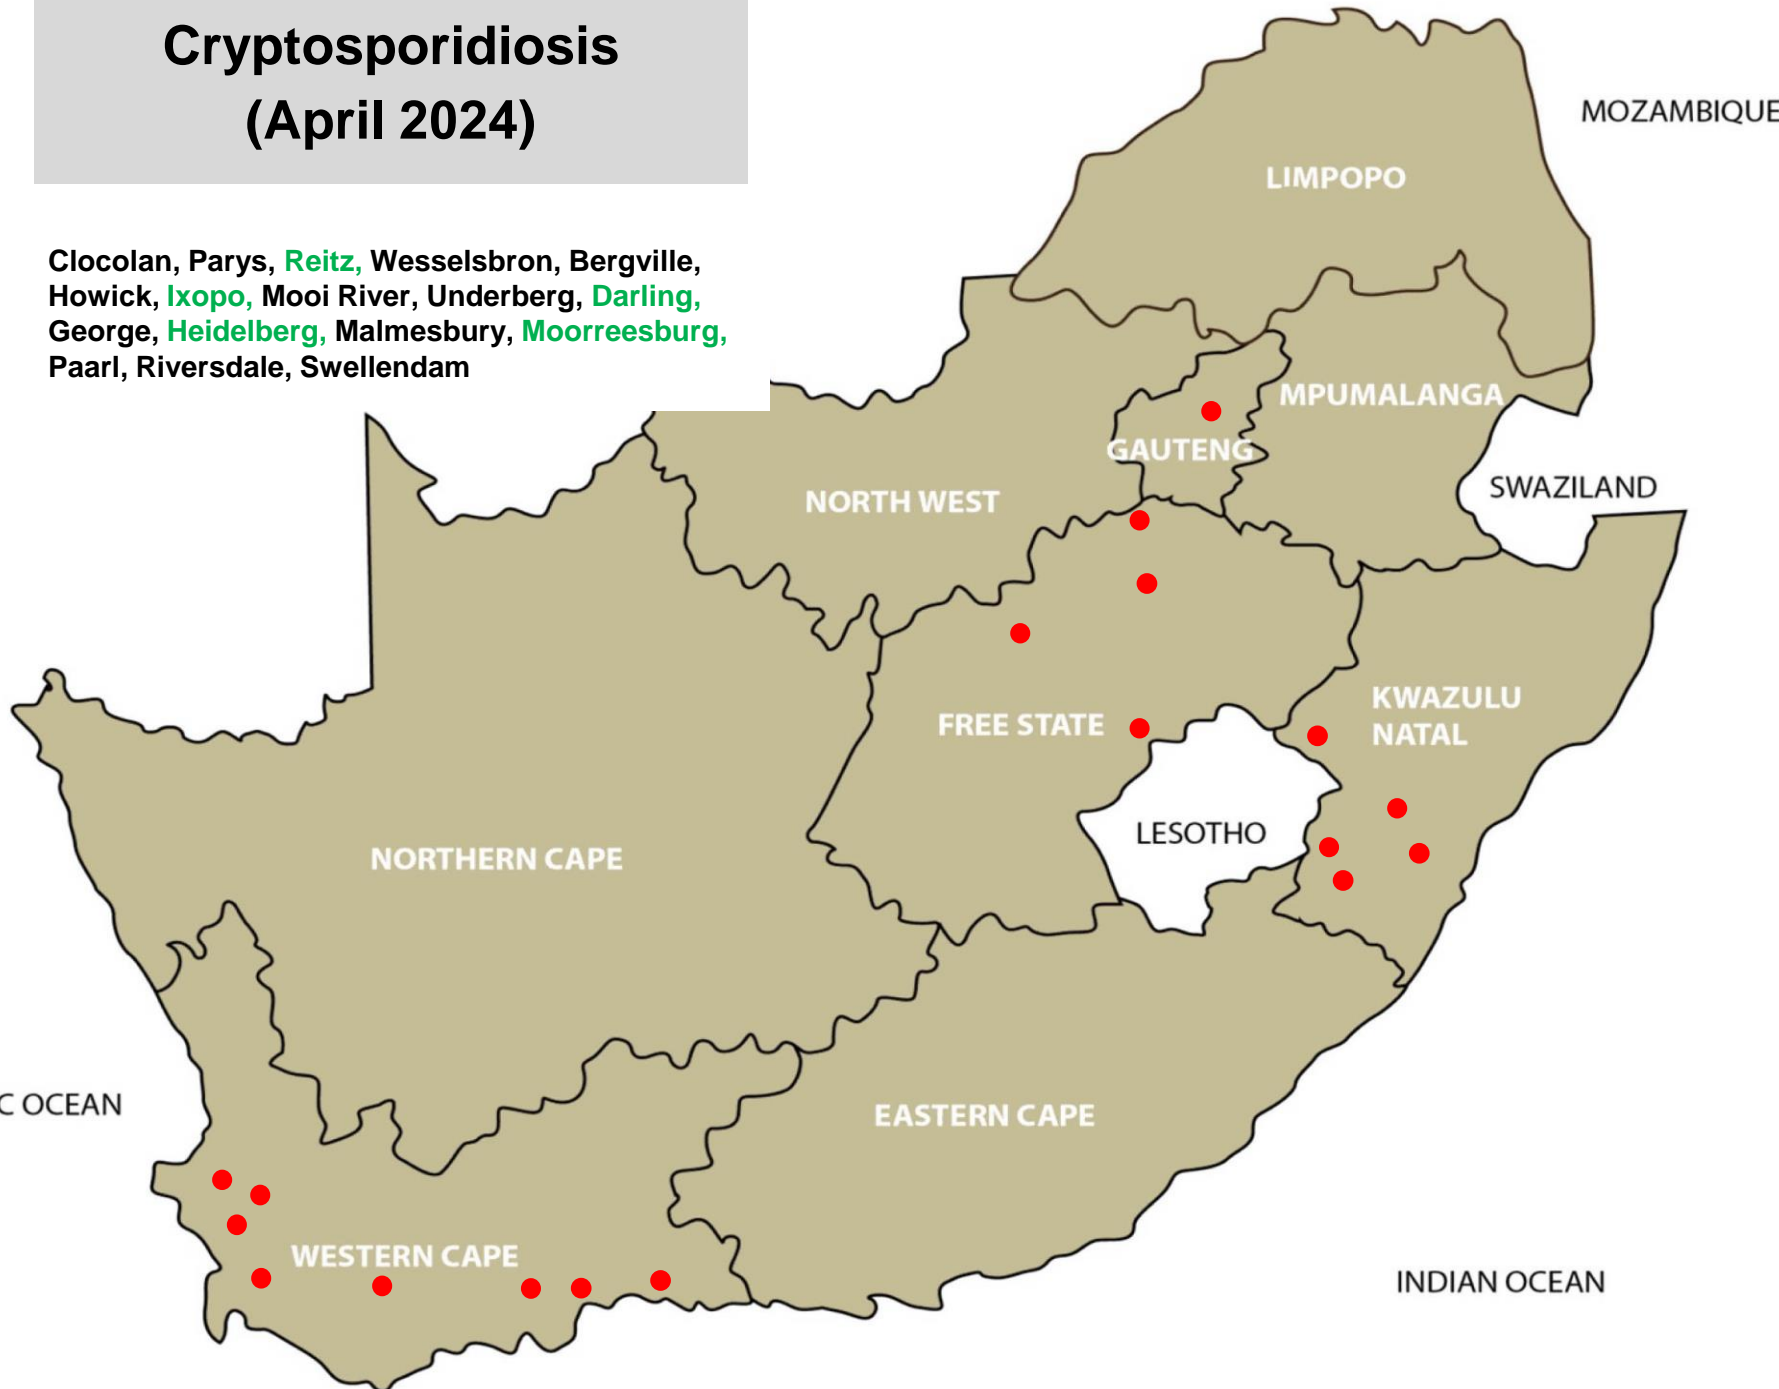 Cryptosporidiosis
(April 2024)
Clocolan, Parys, Reitz, Wesselsbron, Bergville,
Howick, Ixopo, Mooi River, Underberg, Darling,
George, Heidelberg, Malmesbury, Moorreesburg,
Paarl, Riversdale, Swellendam
MOZAMBIQUE
LIMPOPO
MPUMALANGA
GAUTENG
SWAZILAND
NORTH WEST
KWAZULU
NATAL
FREE STATE
LESOTHO
NORTHERN CAPE
C OCEAN
EASTERN CAPE
WESTERN CAPE
INDIAN OCEAN